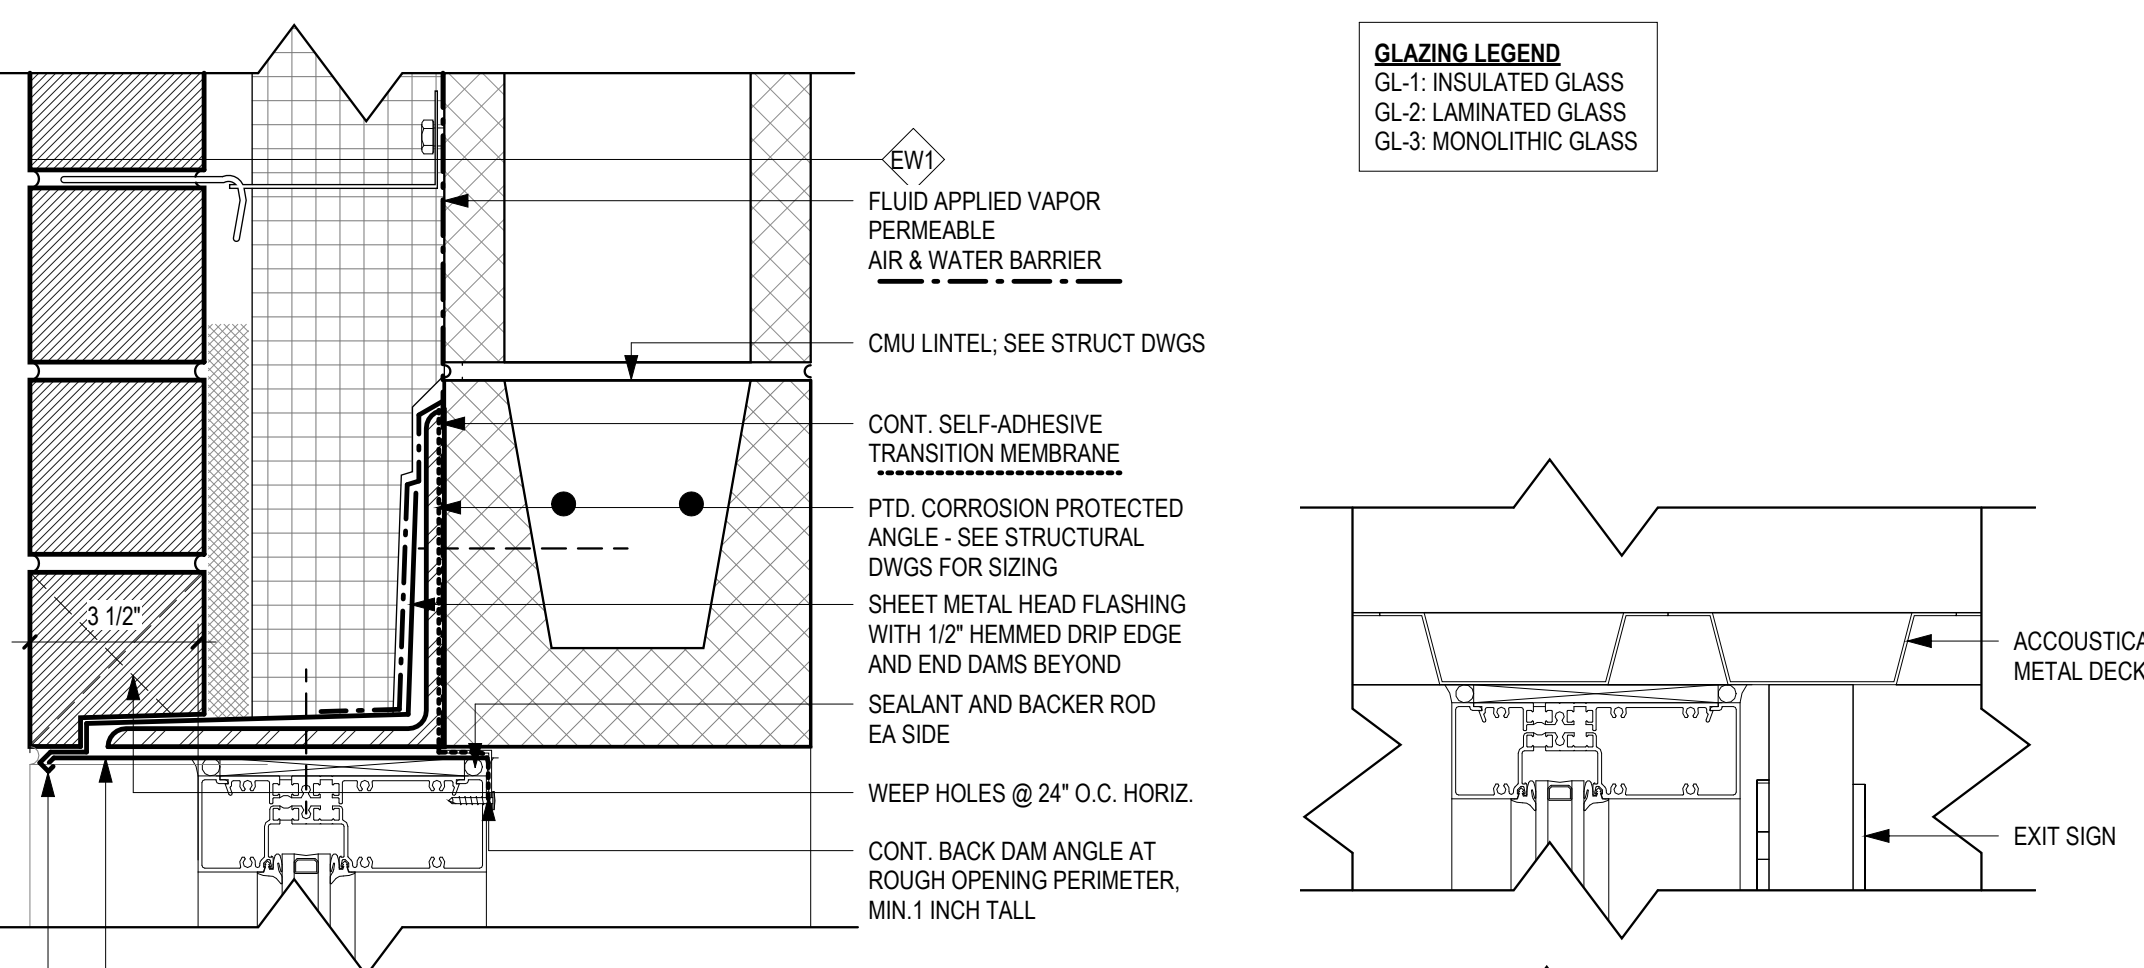 GLAZING LEGEND
GL-1: INSULATED GLASS
GL-2: LAMINATED GLASS
GL-3: MONOLITHIC GLASS
EW1
FLUID APPLIED VAPOR
PERMEABLE
AIR & WATER BARRIER
CMU LINTEL; SEE STRUCT DWGS
CONT. SELF-ADHESIVE
TRANSITION MEMBRANE
PTD. CORROSION PROTECTED
ANGLE - SEE STRUCTURAL
DWGS FOR SIZING
SHEET METAL HEAD FLASHING
WITH 1/2" HEMMED DRIP EDGE
AND END DAMS BEYOND
3 1/2"
SEALANT AND BACKER ROD
EA SIDE
WEEP HOLES @ 24" O.C. HORIZ.
CONT. BACK DAM ANGLE AT
ROUGH OPENING PERIMETER,
MIN.1 INCH TALL
ACCOUSTICA
METAL DECK
EXIT SIGN